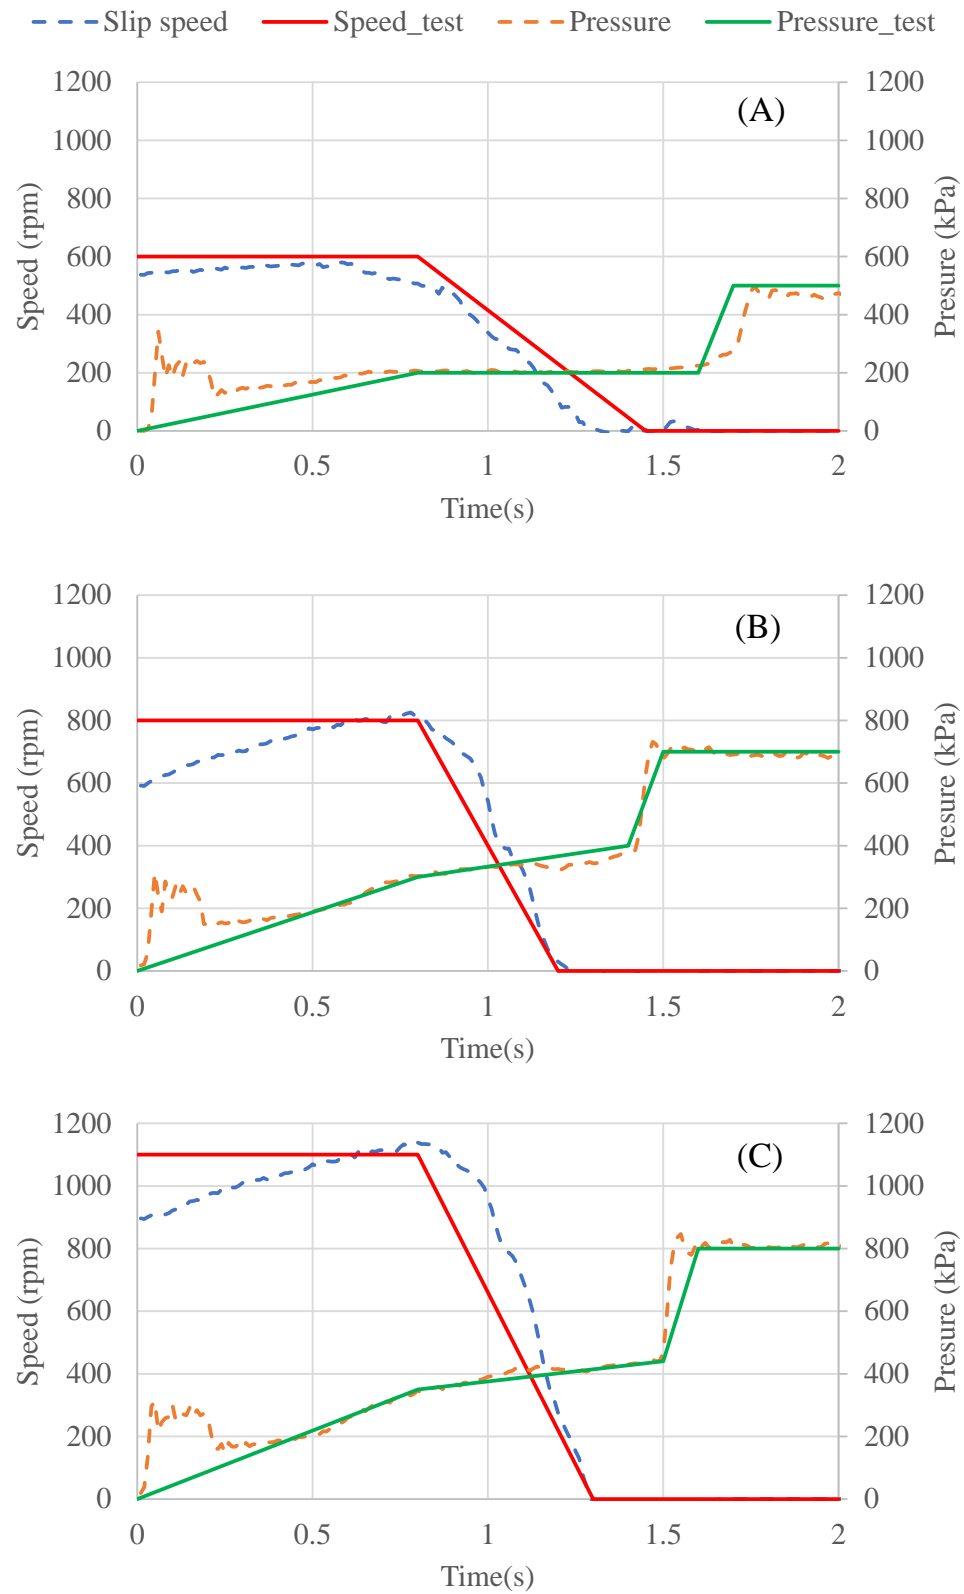 Slip speed Speed_test Pressure Pressure_test
1200 1200
(A)
1000 1000
800 800
600 600
400 400
200 200
0 0
Speed (rpm)
Presure (kPa)
0 0.5 1 1.5 2
Time(s)
1200 1200
(B)
1000 1000
800 800
600 600
400 400
200 200
0 0
Speed (rpm)
Presure (kPa)
0 0.5 1 1.5 2
Time(s)
1200 1200
(C)
1000 1000
800 800
600 600
400 400
200 200
0 0
Speed (rpm)
Presure (kPa)
0 0.5 1 1.5 2
Time(s)